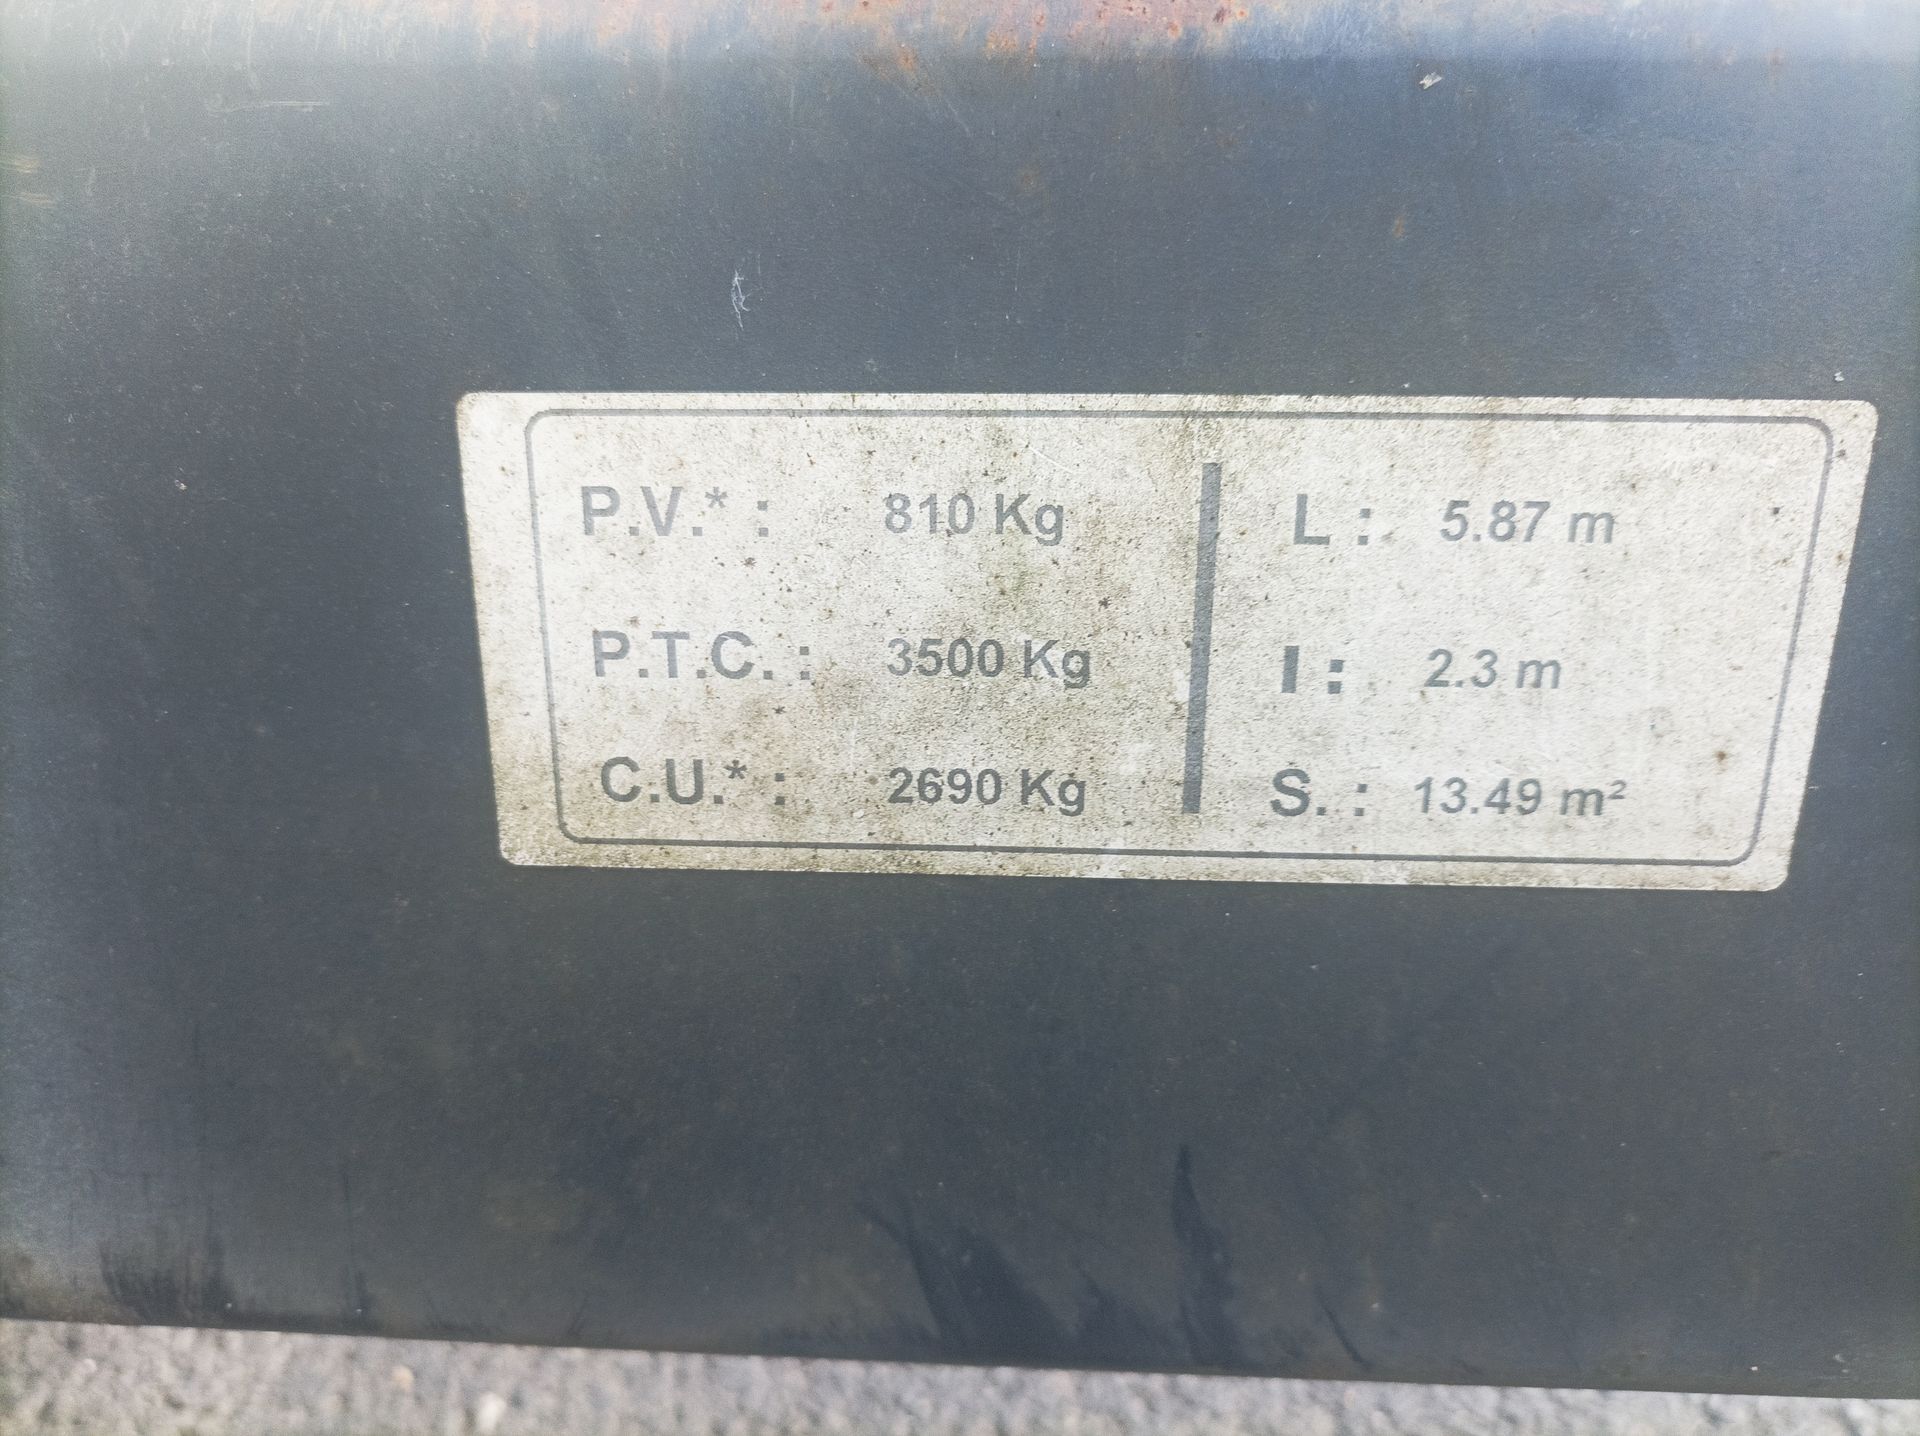 P.V.* : 810 Kg
P.T.C. : 3500 Kg
C.U.* : 2690 Kg
L : 5.87 m
l : 2.3 m
S. : 13.49 m²